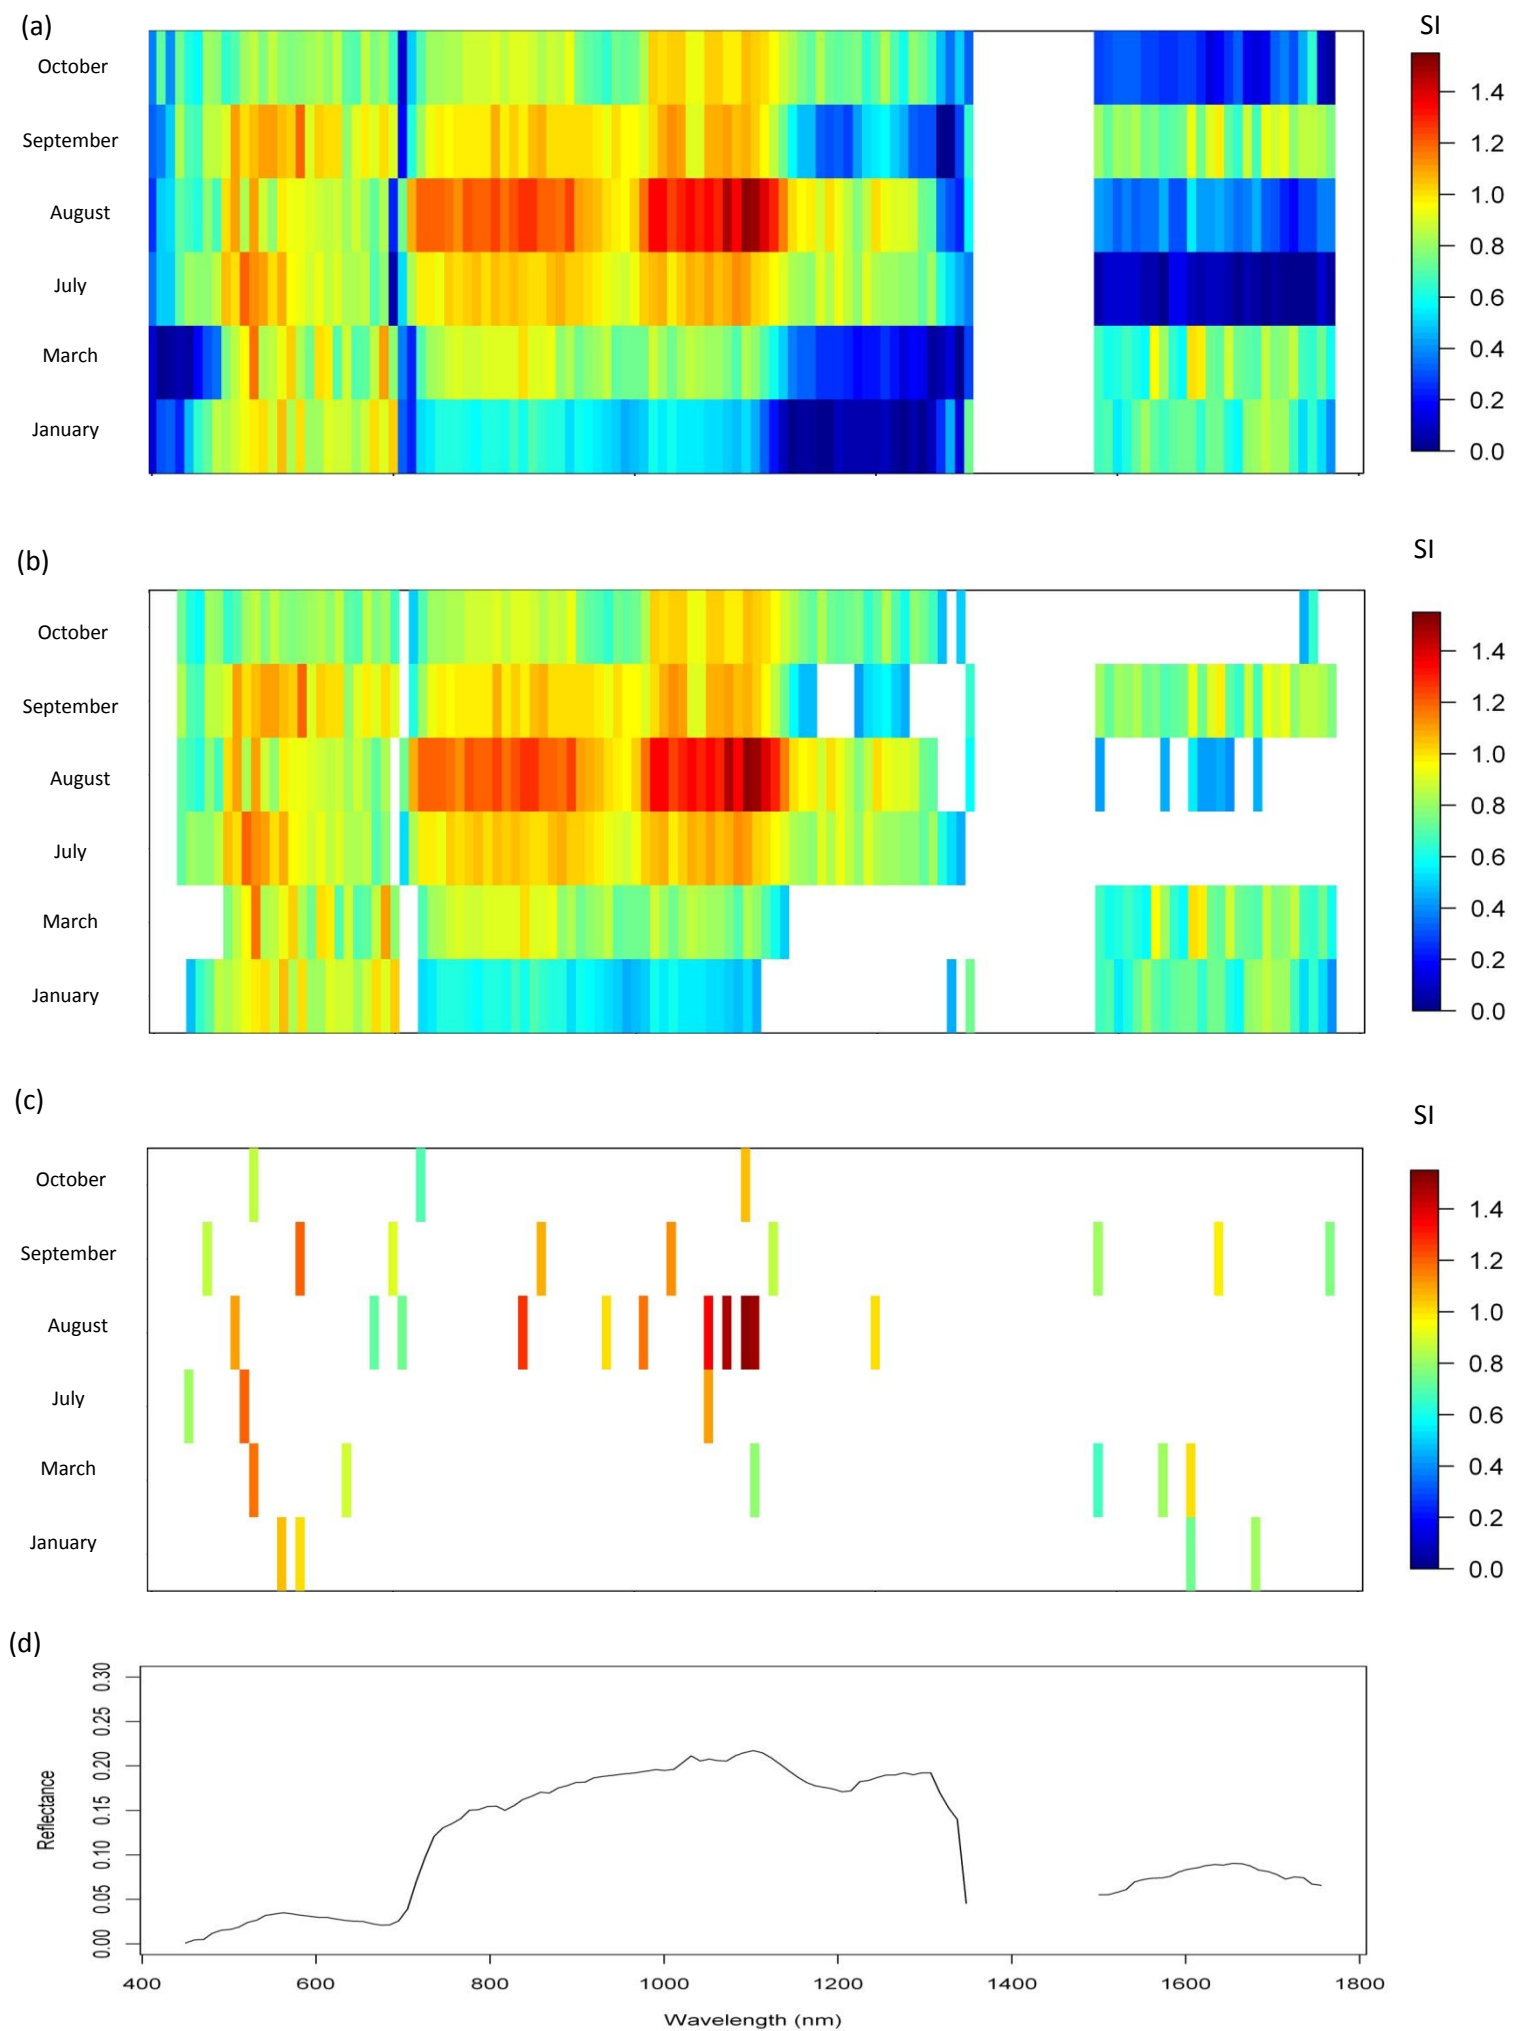 (a)
SI
October
September
August
July
March
January
1.4
1.2
1.0
0.8
0.6
0.4
0.2
0.0
(b)
SI
October
September
August
July
March
January
1.4
1.2
1.0
0.8
0.6
0.4
0.2
0.0
(c)
SI
October
September
August
July
March
January
1.4
1.2
1.0
0.8
0.6
0.4
0.2
0.0
(d)
Reflectance
0.30
0.25
0.20
0.15
0.10
0.05
0.00
400 600 800 1000 1200 1400 1600 1800
Wavelength (nm)